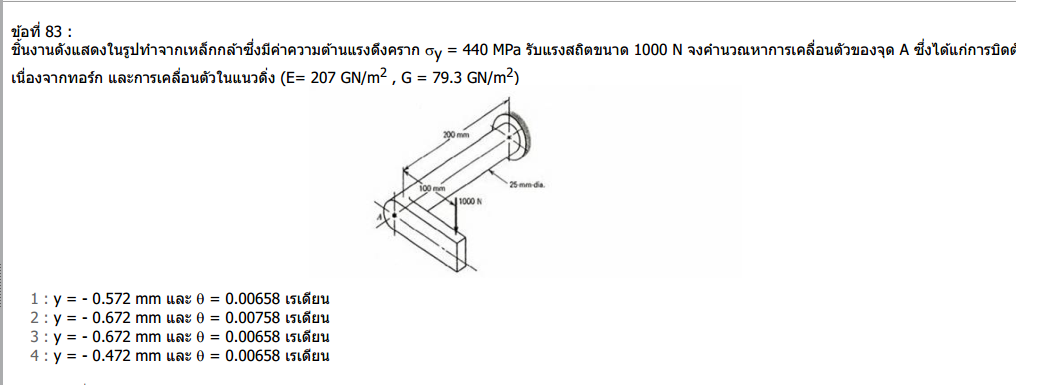 ข้อที่ 83 :
ชิ้นงานดังแสดงในรูปทำจากเหล็กกล้าซึ่งมีค่าความต้านแรงดึงคราก σy = 440 MPa รับแรงสถิตขนาด 1000 N จงคำนวณหาการเคลื่อนตัวของจุด A ซึ่งได้แก่การบิดตั
เนื่องจากทอร์ก และการเคลื่อนตัวในแนวดิ่ง (E= 207 GN/m2 , G = 79.3 GN/m2)
200 mm
100 mm
25-mm-dia.
1000 N
A
1 : y = - 0.572 mm และ θ = 0.00658 เรเดียน
2 : y = - 0.672 mm และ θ = 0.00758 เรเดียน
3 : y = - 0.672 mm และ θ = 0.00658 เรเดียน
4 : y = - 0.472 mm และ θ = 0.00658 เรเดียน